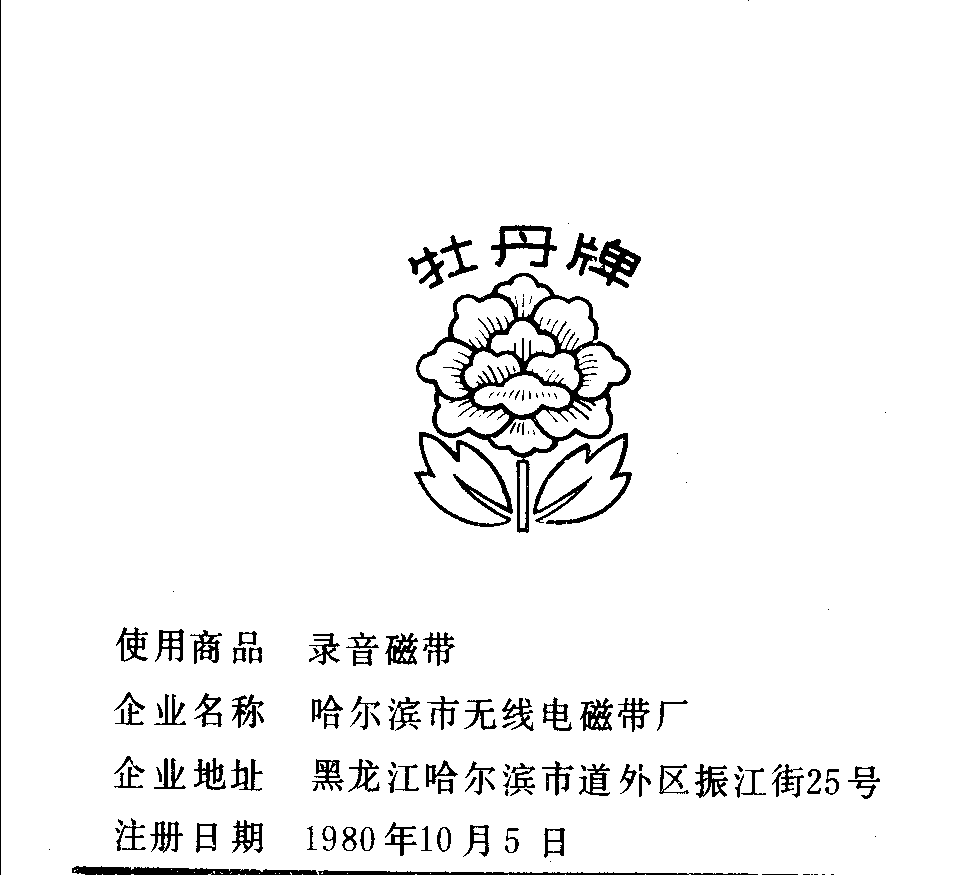 牡丹牌
使用商品 录音磁带
企业名称 哈尔滨市无线电磁带厂
企业地址 黑龙江哈尔滨市道外区振江街25号
注册日期 1980年10月5日